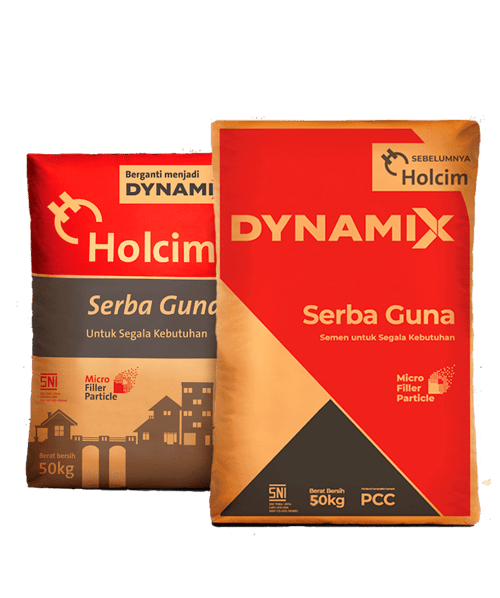 Berganti menjadi
DYNAMI
Holcim
Serba Guna
Untuk Segala Kebutuhan
SNI
Micro
Filler
Particle
Berat bersih
50kg
SEBELUMNYA
Holcim
DYNAMIX
Serba Guna
Semen untuk Segala Kebutuhan
Micro
Filler
Particle
SNI
Berat Bersih
50kg
PCC